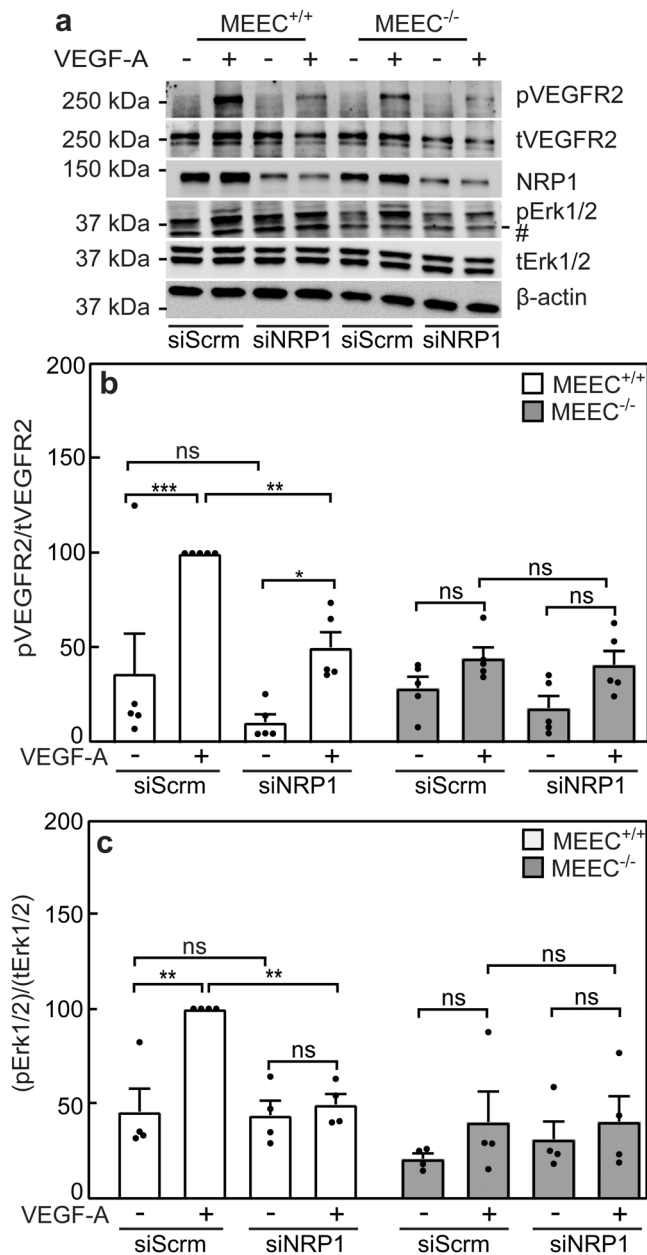 a
MEEC+/+ MEEC-/-
VEGF-A - + - + - + - +
250 kDa pVEGFR2
250 kDa tVEGFR2
150 kDa NRP1
37 kDa pErk1/2
#
37 kDa tErk1/2
37 kDa β-actin
siScrm siNRP1 siScrm siNRP1
b
MEEC+/+
MEEC-/-
pVEGFR2/tVEGFR2
200
150
100
50
0
ns
*** **
*
ns
ns ns
VEGF-A - + - + - + - +
siScrm siNRP1 siScrm siNRP1
c
MEEC+/+
MEEC-/-
(pErk1/2)/(tErk1/2)
200
150
100
50
0
ns
** **
ns
ns
ns ns
VEGF-A - + - + - + - +
siScrm siNRP1 siScrm siNRP1